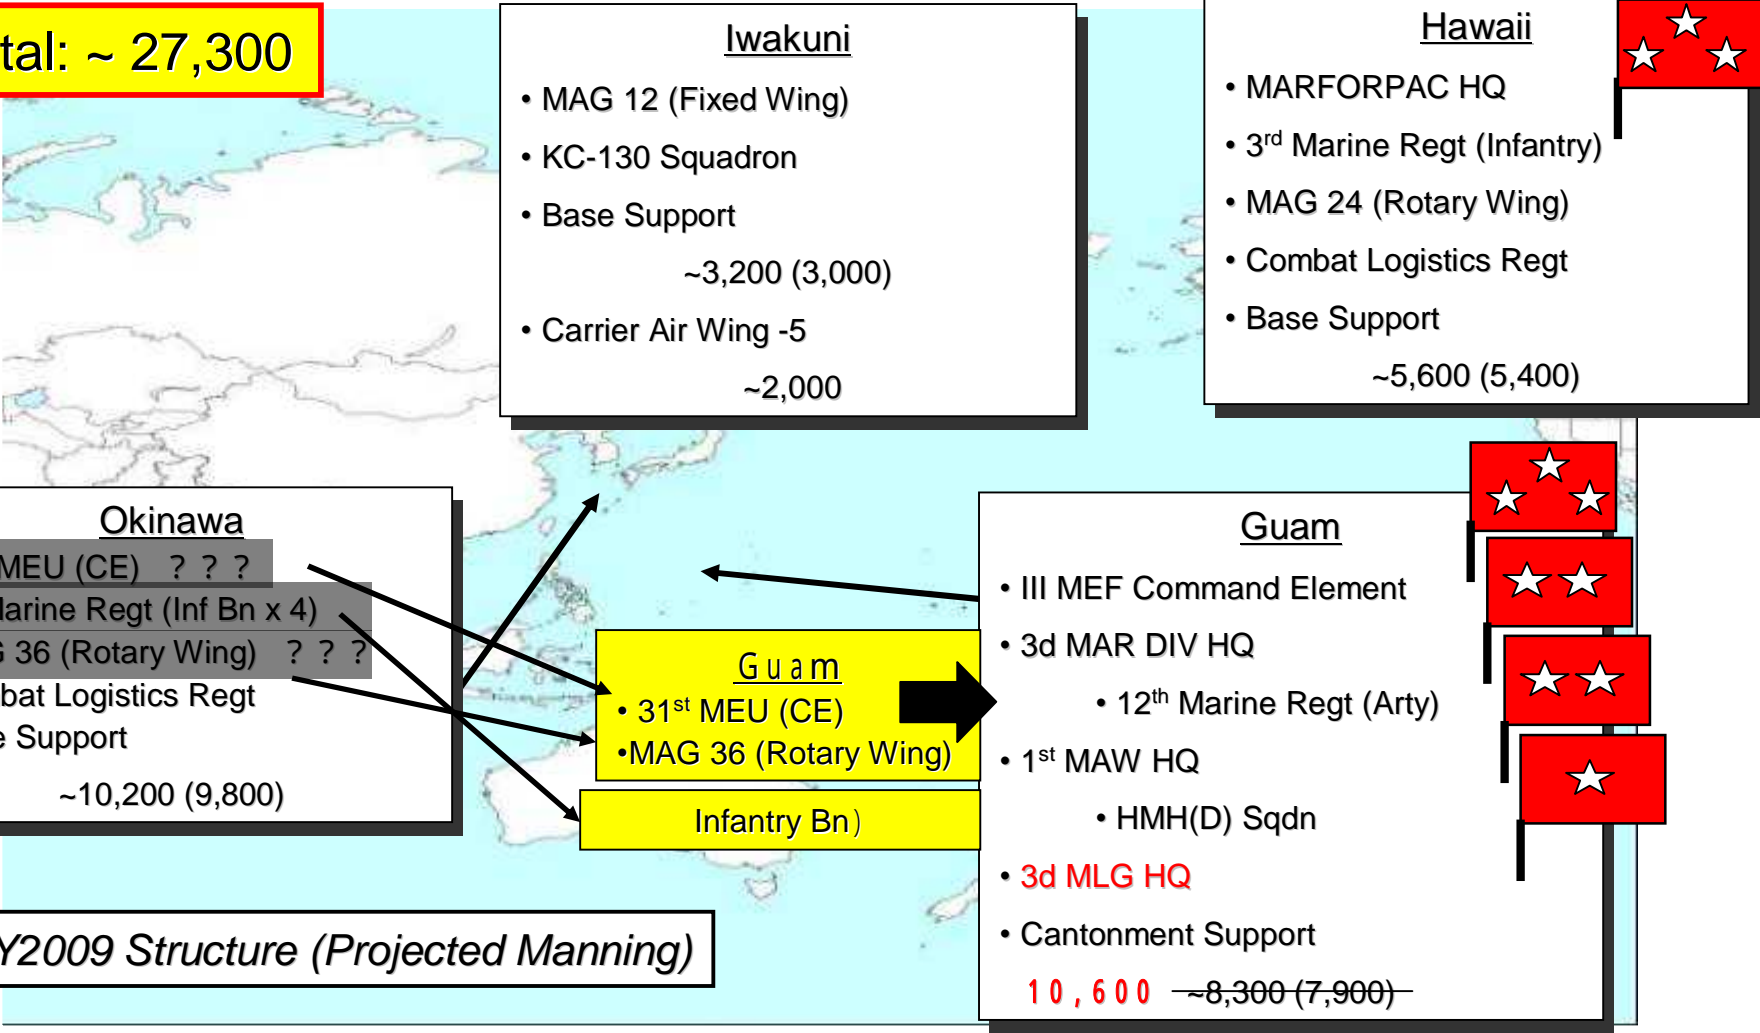 tal: ~ 27,300
Iwakuni
• MAG 12 (Fixed Wing)
• KC-130 Squadron
• Base Support
~3,200 (3,000)
• Carrier Air Wing -5
~2,000
Hawaii
• MARFORPAC HQ
• 3rd Marine Regt (Infantry)
• MAG 24 (Rotary Wing)
• Combat Logistics Regt
• Base Support
~5,600 (5,400)
Okinawa
MEU (CE) ? ? ?
arine Regt (Inf Bn x 4)
36 (Rotary Wing) ? ? ?
bat Logistics Regt
e Support
~10,200 (9,800)
Guam
• 31st MEU (CE)
•MAG 36 (Rotary Wing)
Infantry Bn)
Guam
• III MEF Command Element
• 3d MAR DIV HQ
• 12th Marine Regt (Arty)
• 1st MAW HQ
• HMH(D) Sqdn
• 3d MLG HQ
• Cantonment Support
10,600 ~8,300 (7,900)
Y2009 Structure (Projected Manning)